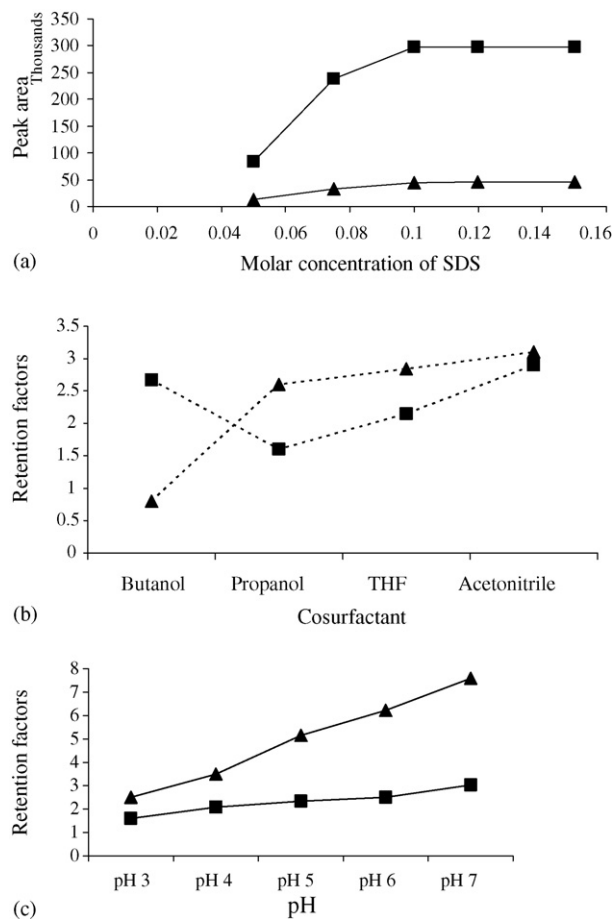 350
300
250
200
150
100
50
0
Peak area
Thousands
0 0.02 0.04 0.06 0.08 0.1 0.12 0.14 0.16
(a)
Molar concentration of SDS
3.5
3
2.5
2
1.5
1
0.5
0
Retention factors
Butanol Propanol THF Acetonitrile
(b)
Cosurfactant
8
7
6
5
4
3
2
1
0
Retention factors
pH 3 pH 4 pH 5 pH 6 pH 7
(c)
pH